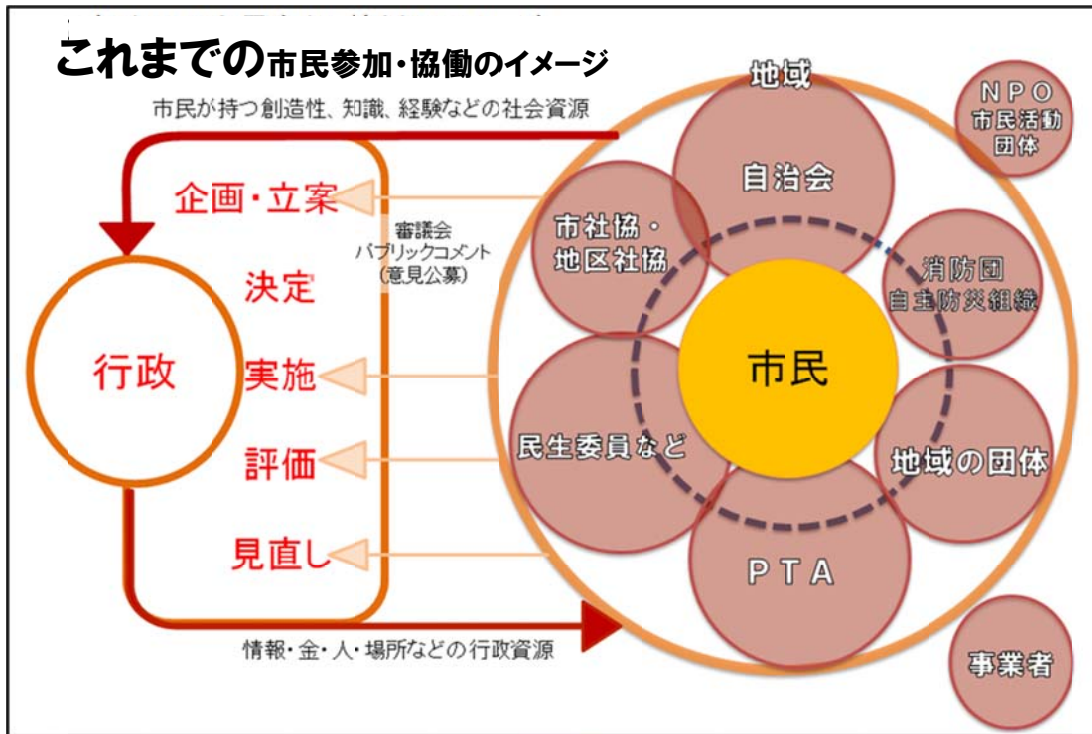 これまでの市民参加・協働のイメージ
市民が持つ創造性、知識、経験などの社会資源
企画・立案
決定
実施
評価
見直し
審議会
パブリックコメント
(意見公募)
行政
情報・金・人・場所などの行政資源
地域
自治会
市社協・
地区社協
民生委員など
市民
消防団
自主防災組織
地域の団体
PTA
NPO
市民活動
団体
事業者